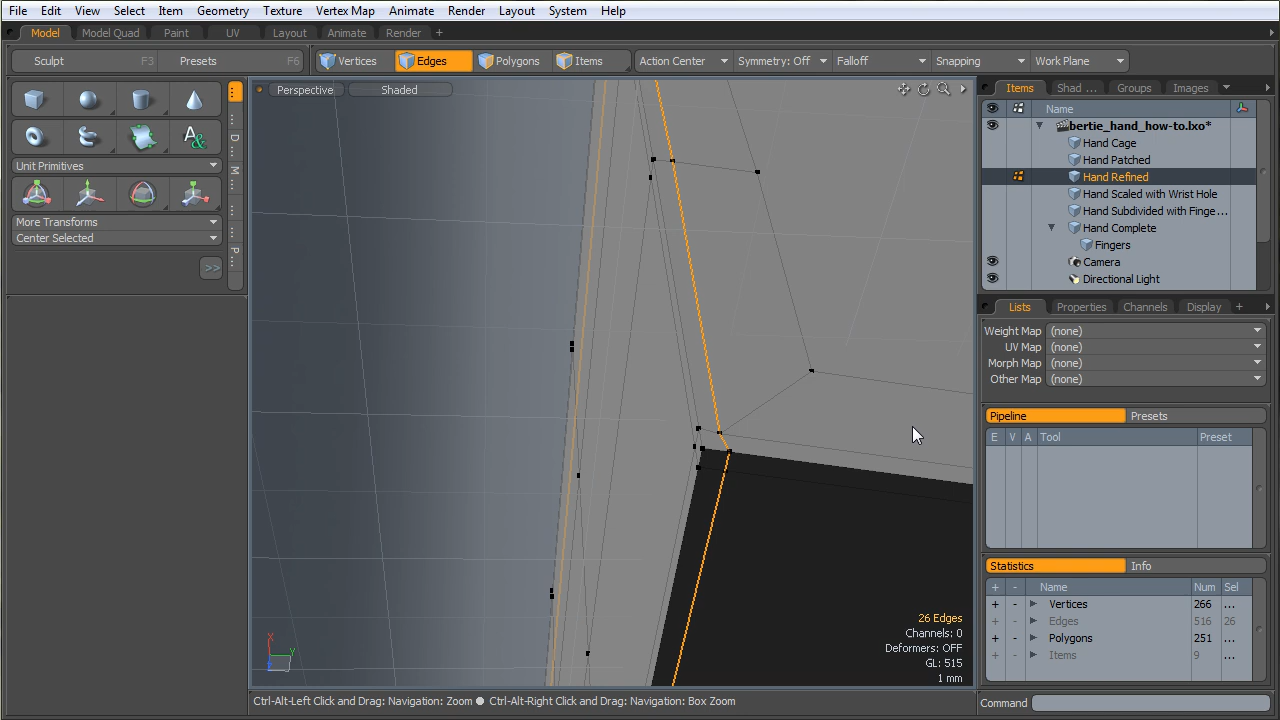 File Edit View Select Item Geometry Texture Vertex Map Animate Render Layout System Help
Model Model Quad Paint UV Layout Animate Render +
Sculpt F3 Presets F6 Vertices Edges Polygons Items Action Center Symmetry: Off Falloff Snapping Work Plane
Perspective Shaded
Items Shad ... Groups Images
Name
bertie_hand_how-to.lxo*
Hand Cage
Hand Patched
Hand Refined
Hand Scaled with Wrist Hole
Hand Subdivided with Finge...
Hand Complete
Fingers
Camera
Directional Light
D
M
P...
Unit Primitives
More Transforms
Center Selected
>>
Lists Properties Channels Display +
Weight Map (none)
UV Map (none)
Morph Map (none)
Other Map (none)
Pipeline Presets
E V A Tool Preset
Statistics Info
+ - Name Num Sel
+ - Vertices 266 ...
+ - Edges 516 26
+ - Polygons 251 ...
+ - Items 9 ...
26 Edges
Channels: 0
Deformers: OFF
GL: 515
1 mm
X
Y
Ctrl-Alt-Left Click and Drag: Navigation: Zoom ● Ctrl-Alt-Right Click and Drag: Navigation: Box Zoom
Command